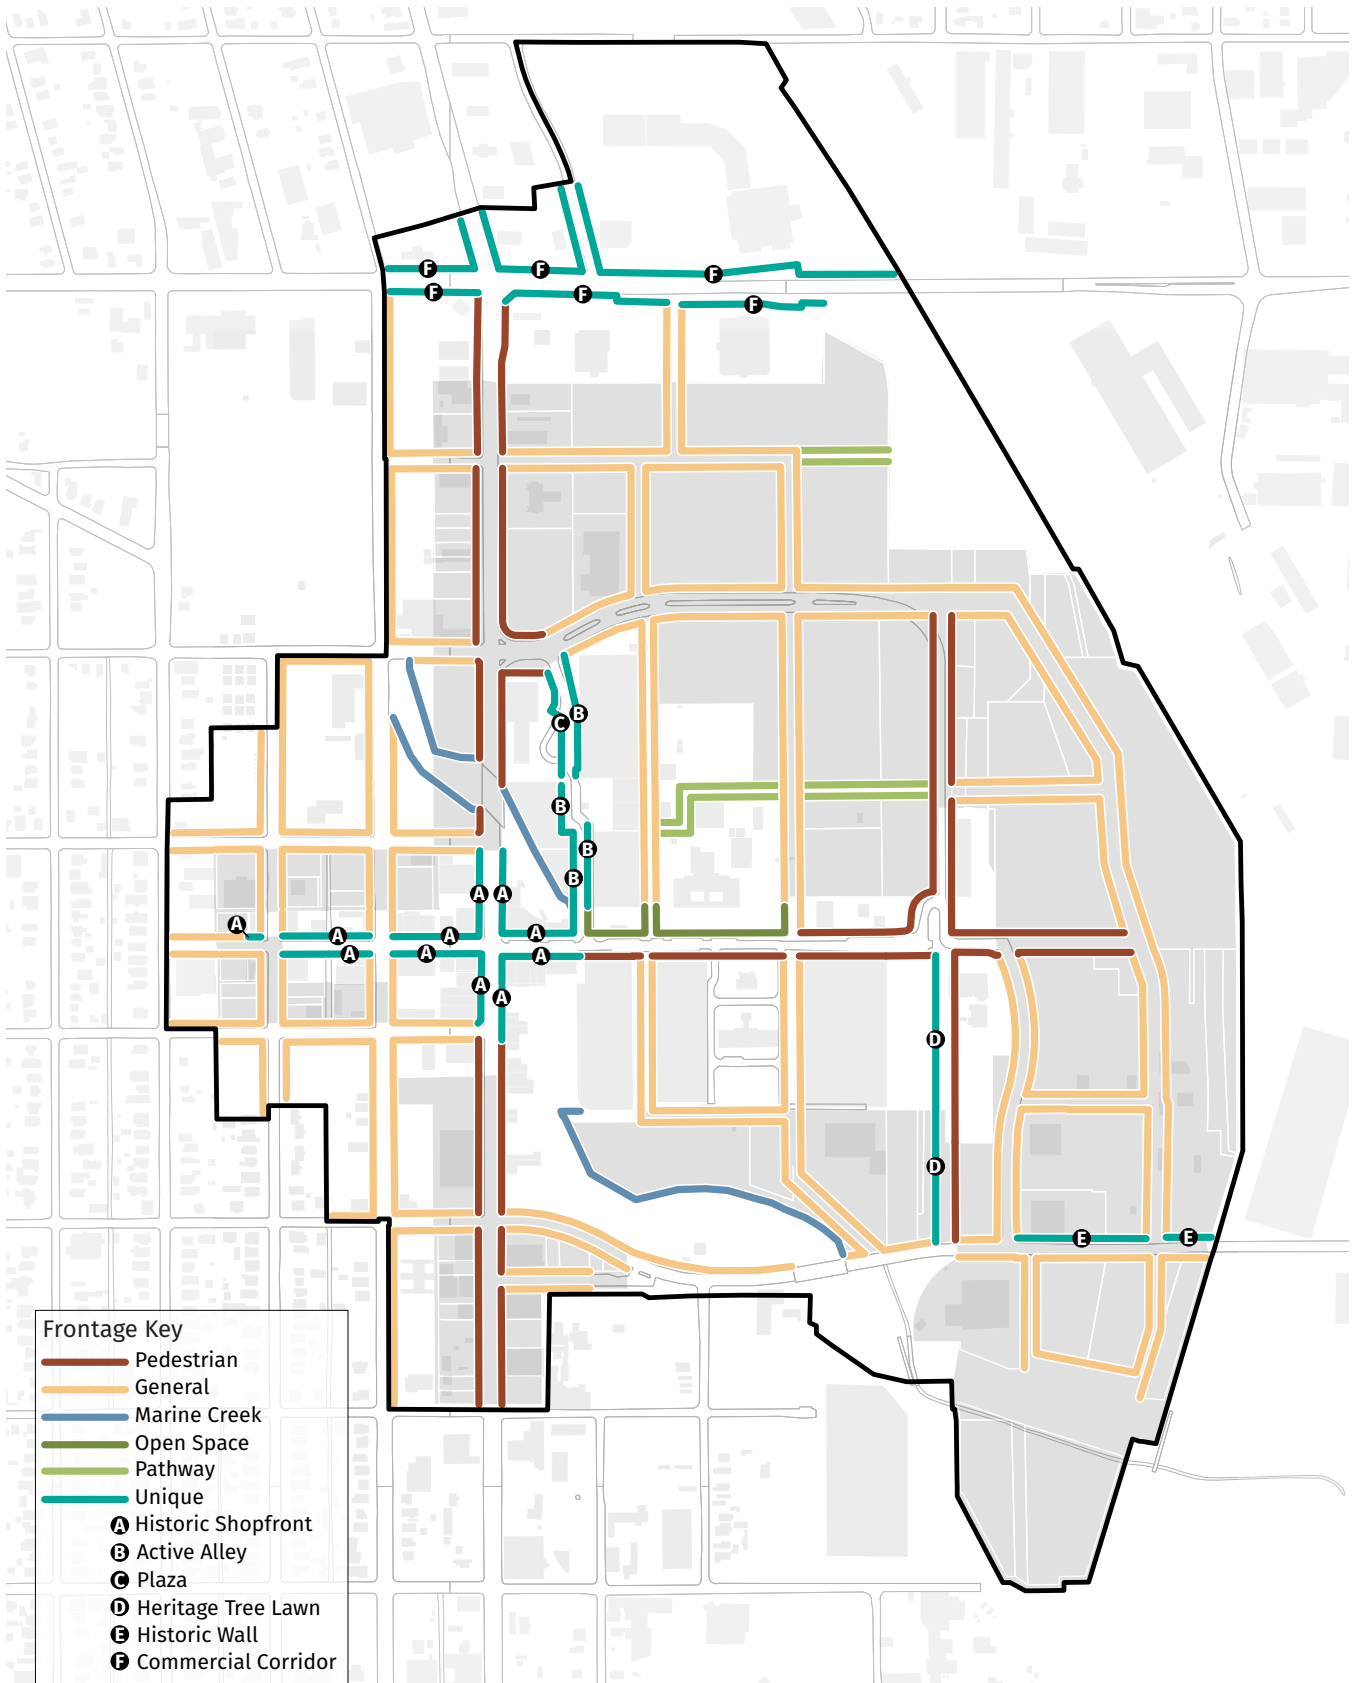 F
F
F
F
F
F
B
C
B
B
B
A
A
A
A
A
A
A
A
A
A
A
D
D
E
E
Frontage Key
Pedestrian
General
Marine Creek
Open Space
Pathway
Unique
A Historic Shopfront
B Active Alley
C Plaza
D Heritage Tree Lawn
E Historic Wall
F Commercial Corridor